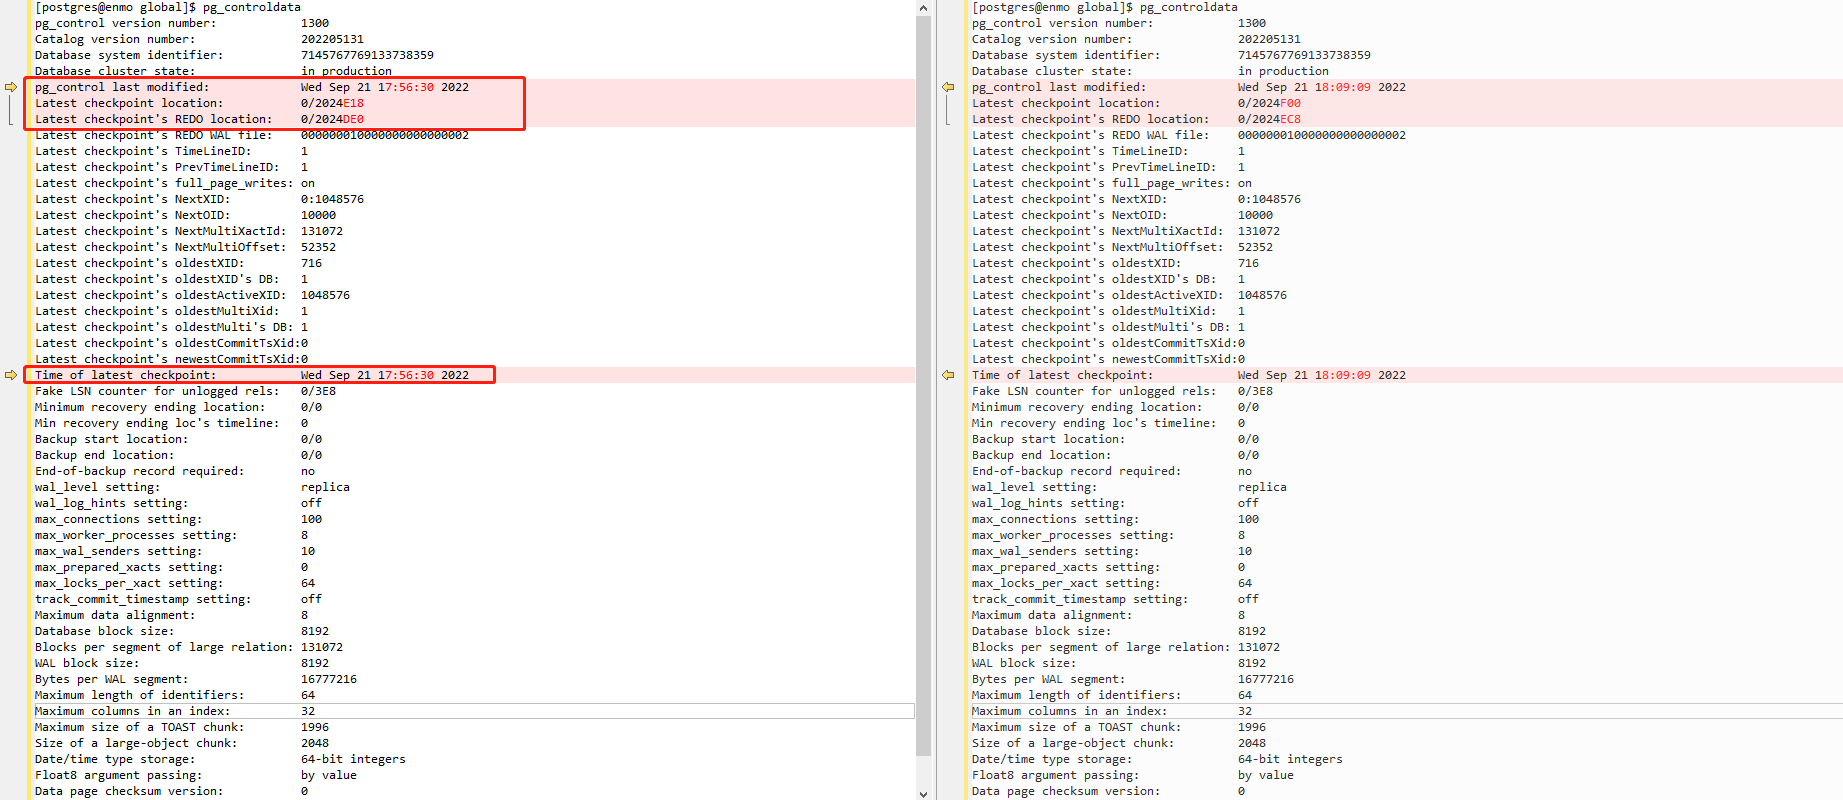 [postgres@enmo global]$ pg_controldata
pg_control version number:            1300
Catalog version number:               202205131
Database system identifier:           7145767769133738359
Database cluster state:               in production
pg_control last modified:             Wed Sep 21 17:56:30 2022
Latest checkpoint location:           0/2024E18
Latest checkpoint's REDO location:    0/2024DE0
Latest checkpoint's REDO WAL file:    000000010000000000000002
Latest checkpoint's TimeLineID:       1
Latest checkpoint's PrevTimeLineID:   1
Latest checkpoint's full_page_writes: on
Latest checkpoint's NextXID:          0:1048576
Latest checkpoint's NextOID:          10000
Latest checkpoint's NextMultiXactId:  131072
Latest checkpoint's NextMultiOffset:  52352
Latest checkpoint's oldestXID:        716
Latest checkpoint's oldestXID's DB:   1
Latest checkpoint's oldestActiveXID:  1048576
Latest checkpoint's oldestMultiXid:   1
Latest checkpoint's oldestMulti's DB: 1
Latest checkpoint's oldestCommitTsXid:0
Latest checkpoint's newestCommitTsXid:0
Time of latest checkpoint:            Wed Sep 21 17:56:30 2022
Fake LSN counter for unlogged rels:   0/3E8
Minimum recovery ending location:     0/0
Min recovery ending loc's timeline:   0
Backup start location:                0/0
Backup end location:                  0/0
End-of-backup record required:        no
wal_level setting:                    replica
wal_log_hints setting:                off
max_connections setting:              100
max_worker_processes setting:         8
max_wal_senders setting:              10
max_prepared_xacts setting:           0
max_locks_per_xact setting:           64
track_commit_timestamp setting:       off
Maximum data alignment:               8
Database block size:                  8192
Blocks per segment of large relation: 131072
WAL block size:                       8192
Bytes per WAL segment:                16777216
Maximum length of identifiers:        64
Maximum columns in an index:          32
Maximum size of a TOAST chunk:        1996
Size of a large-object chunk:         2048
Date/time type storage:               64-bit integers
Float8 argument passing:              by value
Data page checksum version:           0
[postgres@enmo global]$ pg_controldata
pg_control version number:            1300
Catalog version number:               202205131
Database system identifier:           7145767769133738359
Database cluster state:               in production
pg_control last modified:             Wed Sep 21 18:09:09 2022
Latest checkpoint location:           0/2024F00
Latest checkpoint's REDO location:    0/2024EC8
Latest checkpoint's REDO WAL file:    000000010000000000000002
Latest checkpoint's TimeLineID:       1
Latest checkpoint's PrevTimeLineID:   1
Latest checkpoint's full_page_writes: on
Latest checkpoint's NextXID:          0:1048576
Latest checkpoint's NextOID:          10000
Latest checkpoint's NextMultiXactId:  131072
Latest checkpoint's NextMultiOffset:  52352
Latest checkpoint's oldestXID:        716
Latest checkpoint's oldestXID's DB:   1
Latest checkpoint's oldestActiveXID:  1048576
Latest checkpoint's oldestMultiXid:   1
Latest checkpoint's oldestMulti's DB: 1
Latest checkpoint's oldestCommitTsXid:0
Latest checkpoint's newestCommitTsXid:0
Time of latest checkpoint:            Wed Sep 21 18:09:09 2022
Fake LSN counter for unlogged rels:   0/3E8
Minimum recovery ending location:     0/0
Min recovery ending loc's timeline:   0
Backup start location:                0/0
Backup end location:                  0/0
End-of-backup record required:        no
wal_level setting:                    replica
wal_log_hints setting:                off
max_connections setting:              100
max_worker_processes setting:         8
max_wal_senders setting:              10
max_prepared_xacts setting:           0
max_locks_per_xact setting:           64
track_commit_timestamp setting:       off
Maximum data alignment:               8
Database block size:                  8192
Blocks per segment of large relation: 131072
WAL block size:                       8192
Bytes per WAL segment:                16777216
Maximum length of identifiers:        64
Maximum columns in an index:          32
Maximum size of a TOAST chunk:        1996
Size of a large-object chunk:         2048
Date/time type storage:               64-bit integers
Float8 argument passing:              by value
Data page checksum version:           0